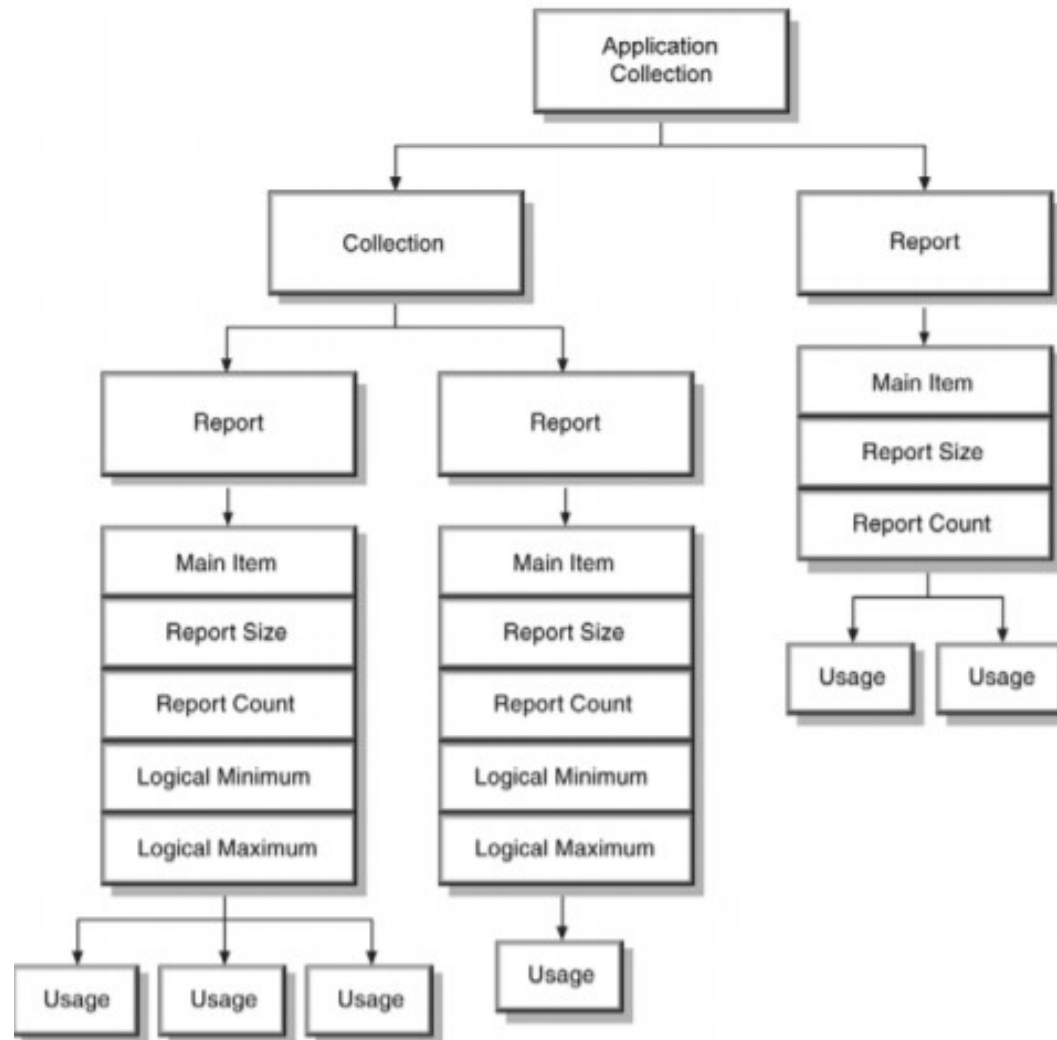 Application
Collection
Collection
Report
Report
Report
Main Item
Report Size
Report Count
Logical Minimum
Logical Maximum
Main Item
Report Size
Report Count
Logical Minimum
Logical Maximum
Main Item
Report Size
Report Count
Usage
Usage
Usage
Usage
Usage
Usage